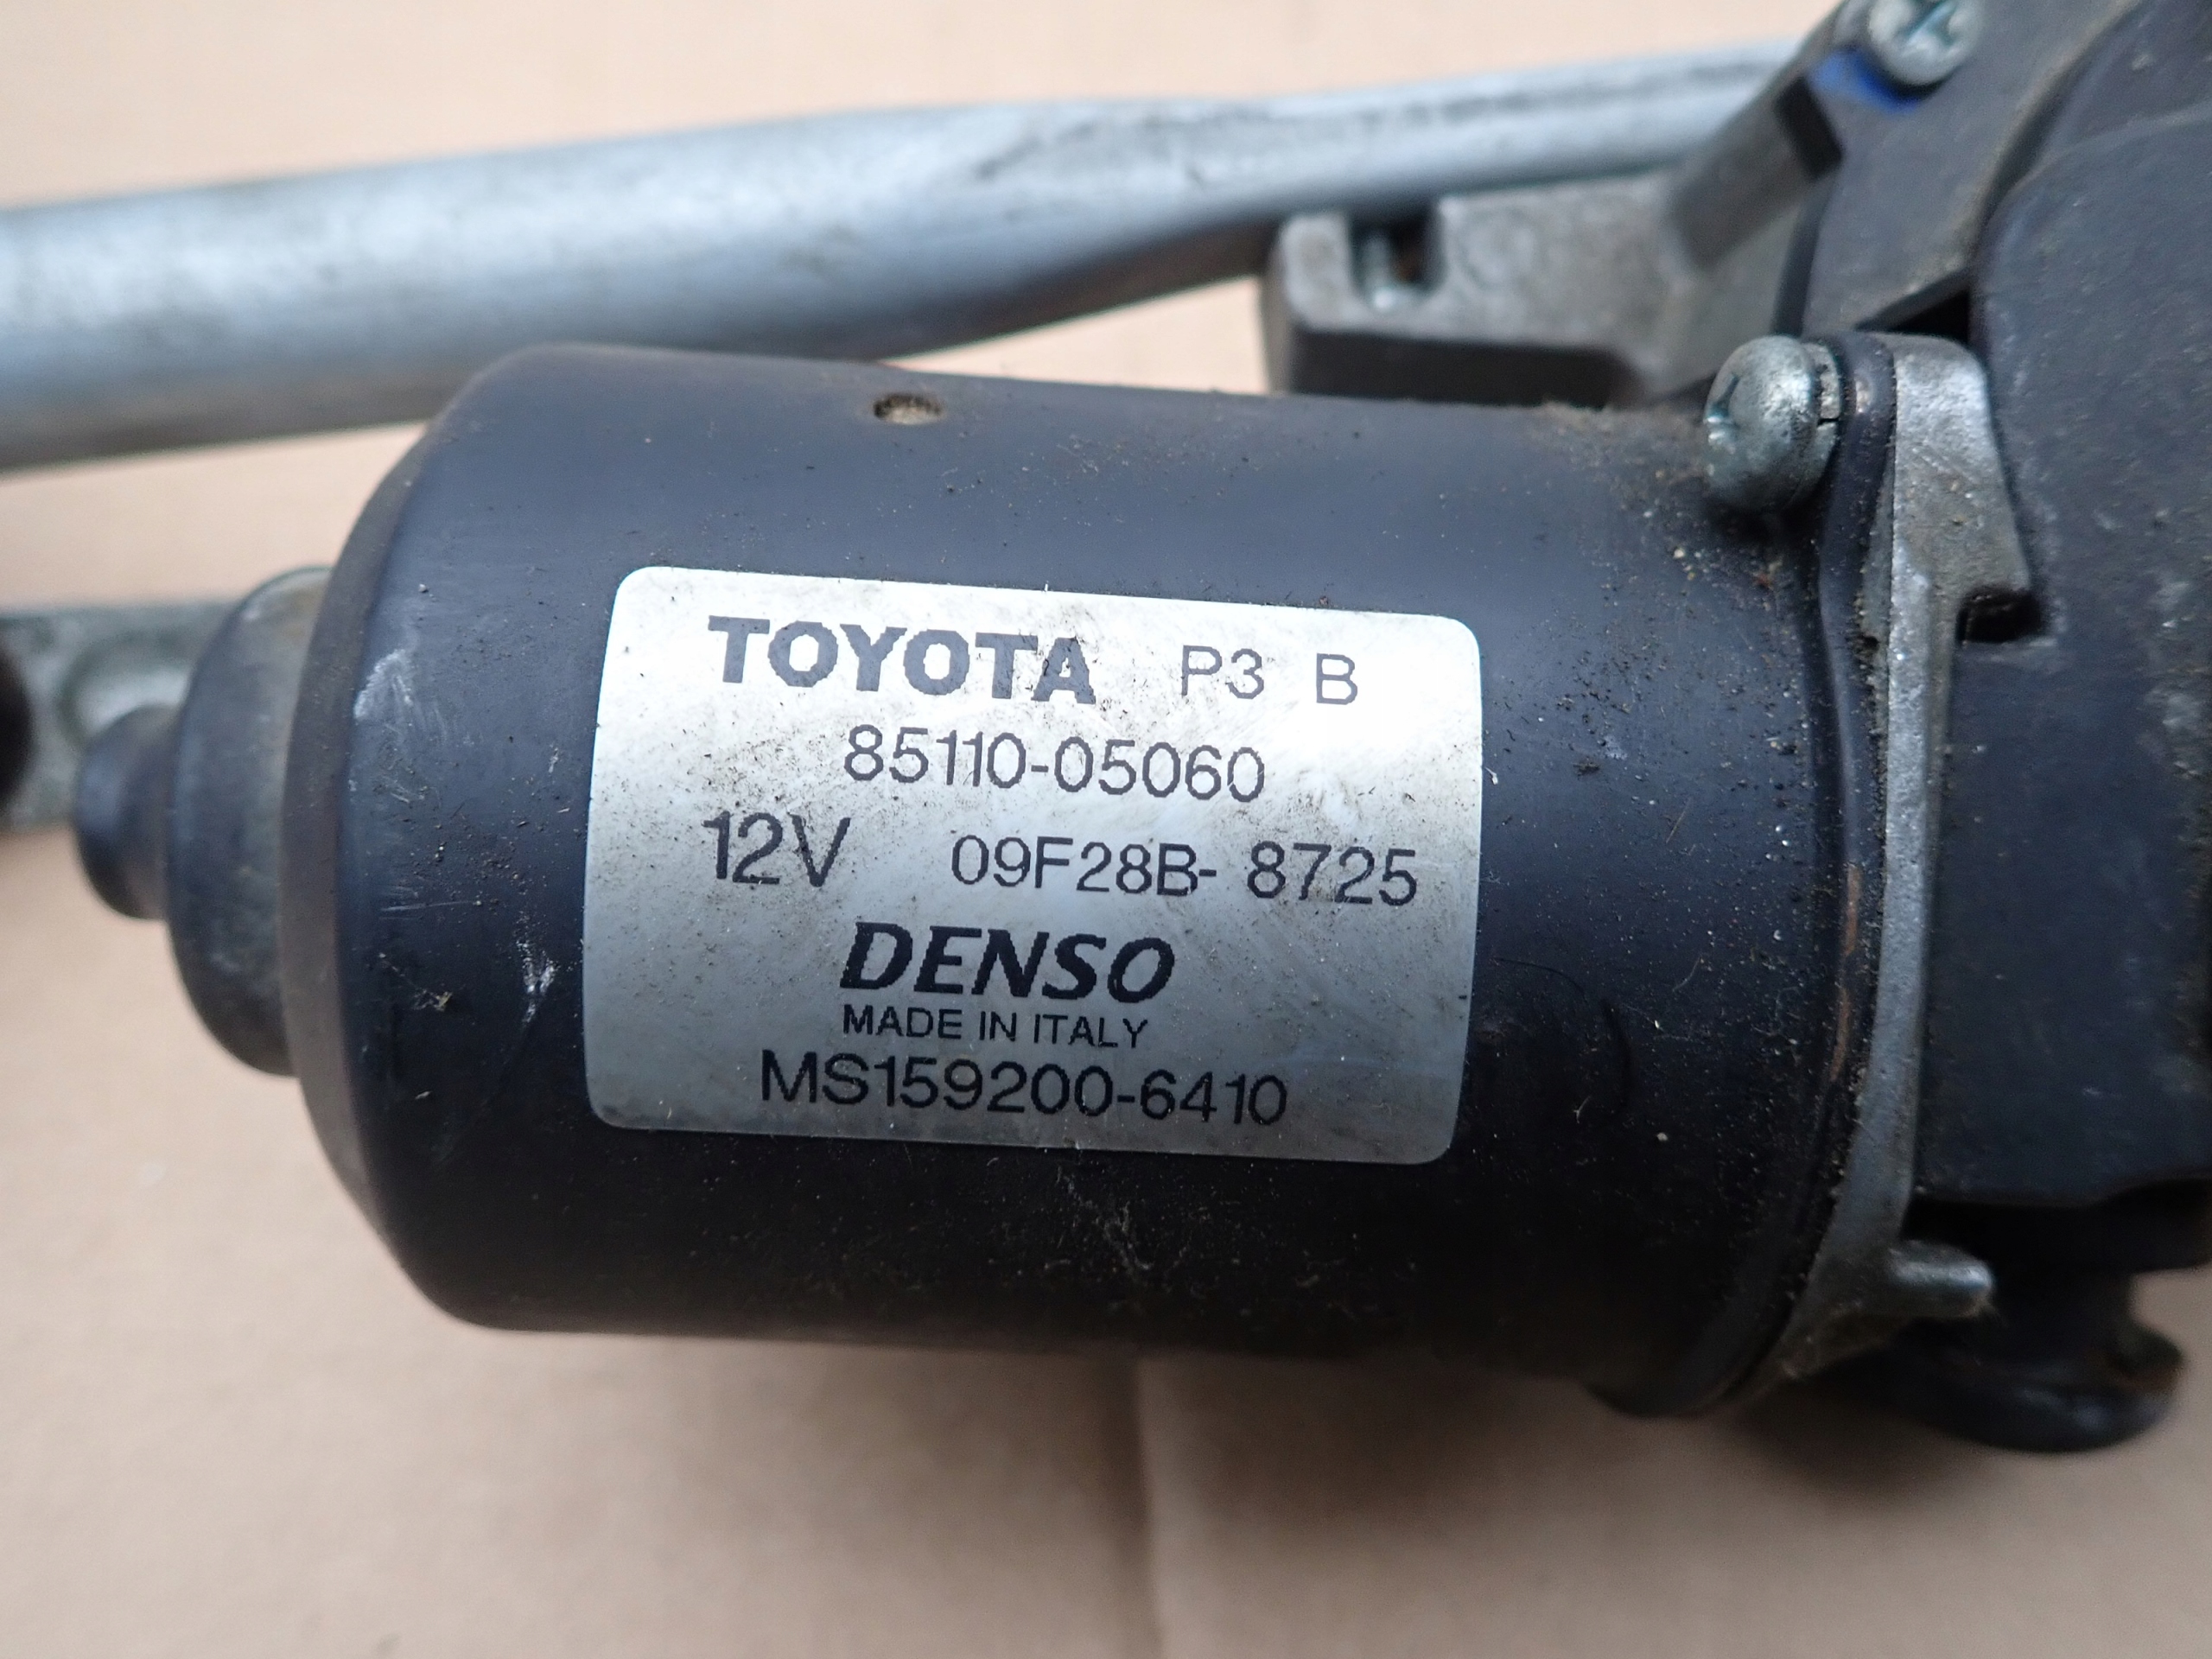 TOYOTA P3 B
85110-05060
12V 09F28B- 8725
DENSO
MADE IN ITALY
MS159200-6410